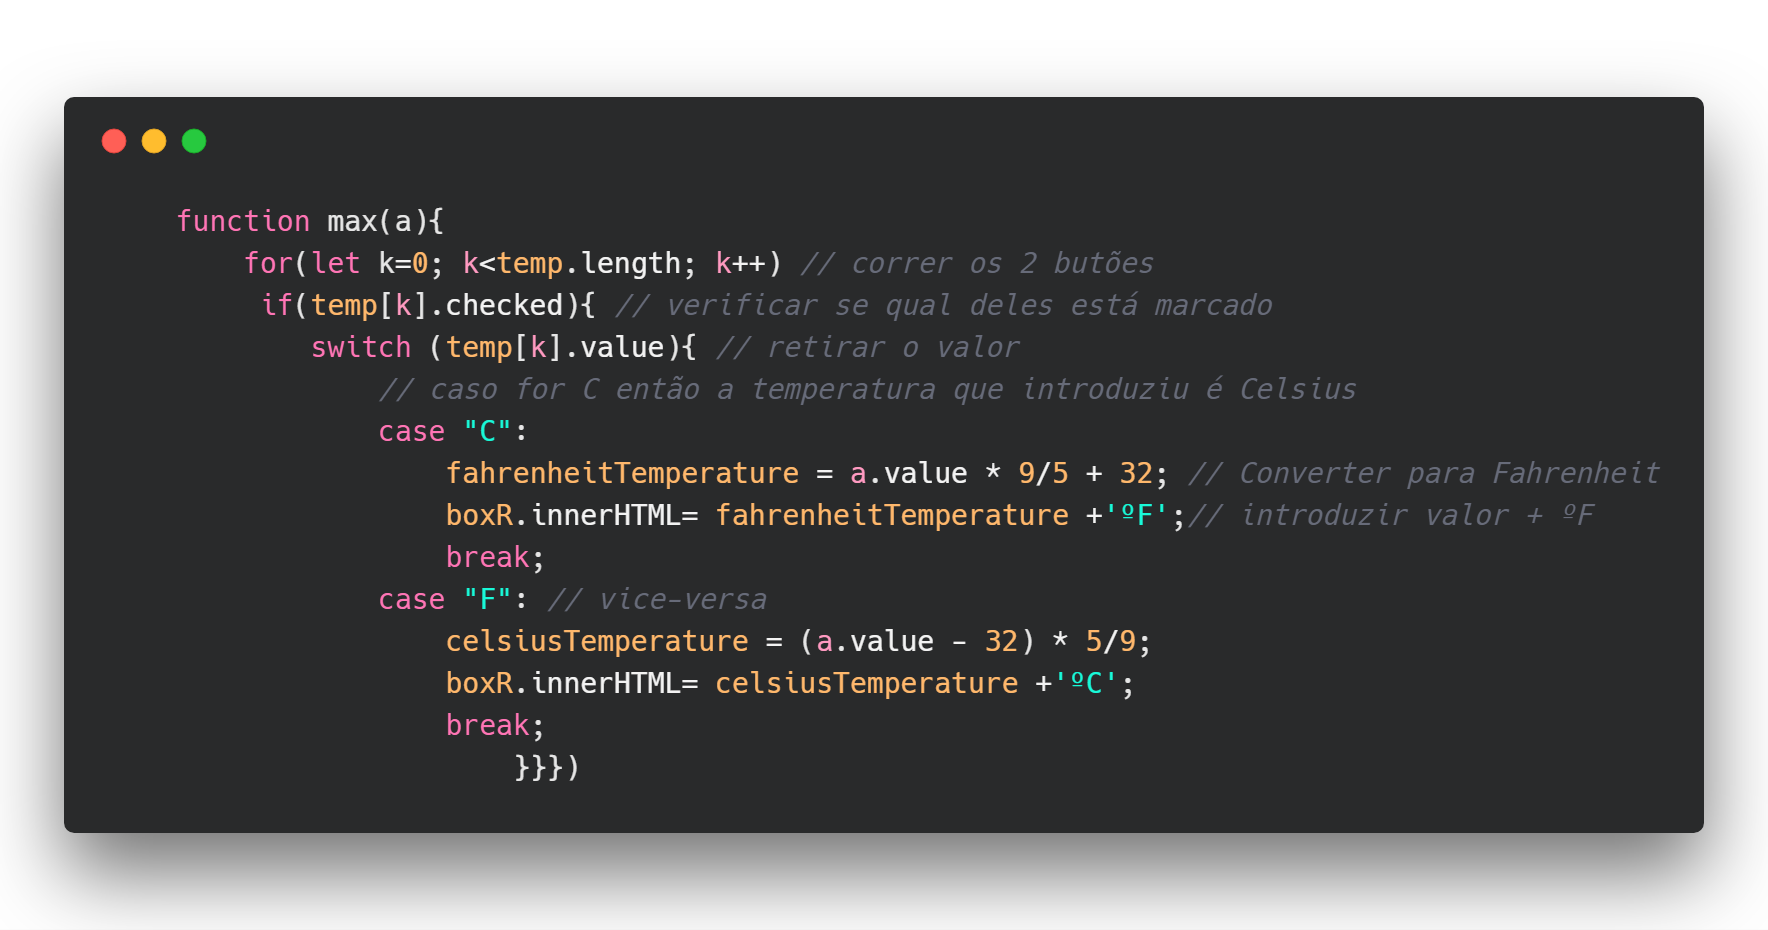 function max(a){
for(let k=0; k<temp.length; k++) // correr os 2 butões
if(temp[k].checked){ // verificar se qual deles está marcado
switch (temp[k].value){ // retirar o valor
// caso for C então a temperatura que introduziu é Celsius
case "C":
fahrenheitTemperature = a.value * 9/5 + 32; // Converter para Fahrenheit
boxR.innerHTML= fahrenheitTemperature +'ºF';// introduzir valor + ºF
break;
case "F": // vice-versa
celsiusTemperature = (a.value - 32) * 5/9;
boxR.innerHTML= celsiusTemperature +'ºC';
break;
}}})